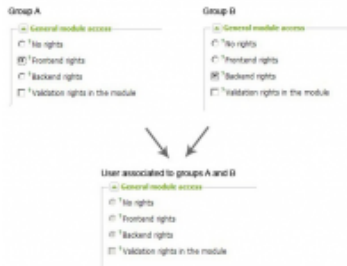 Group A
General module access
No rights
Frontend rights
Backend rights
Validation rights in the module
Group B
General module access
No rights
Frontend rights
Backend rights
Validation rights in the module
User associated to groups A and B
General module access
No rights
Frontend rights
Backend rights
Validation rights in the module